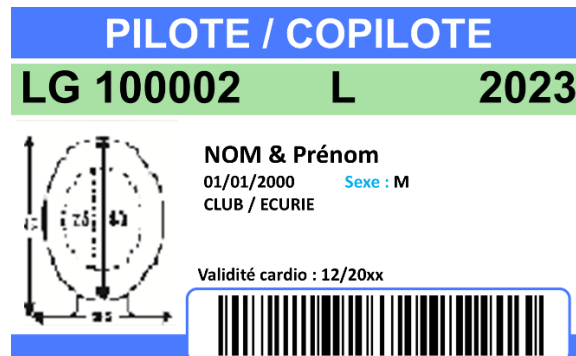 PILOTE / COPILOTE
LG 100002 L 2023
NOM & Prénom
01/01/2000 Sexe : M
CLUB / ECURIE
Validité cardio : 12/20xx